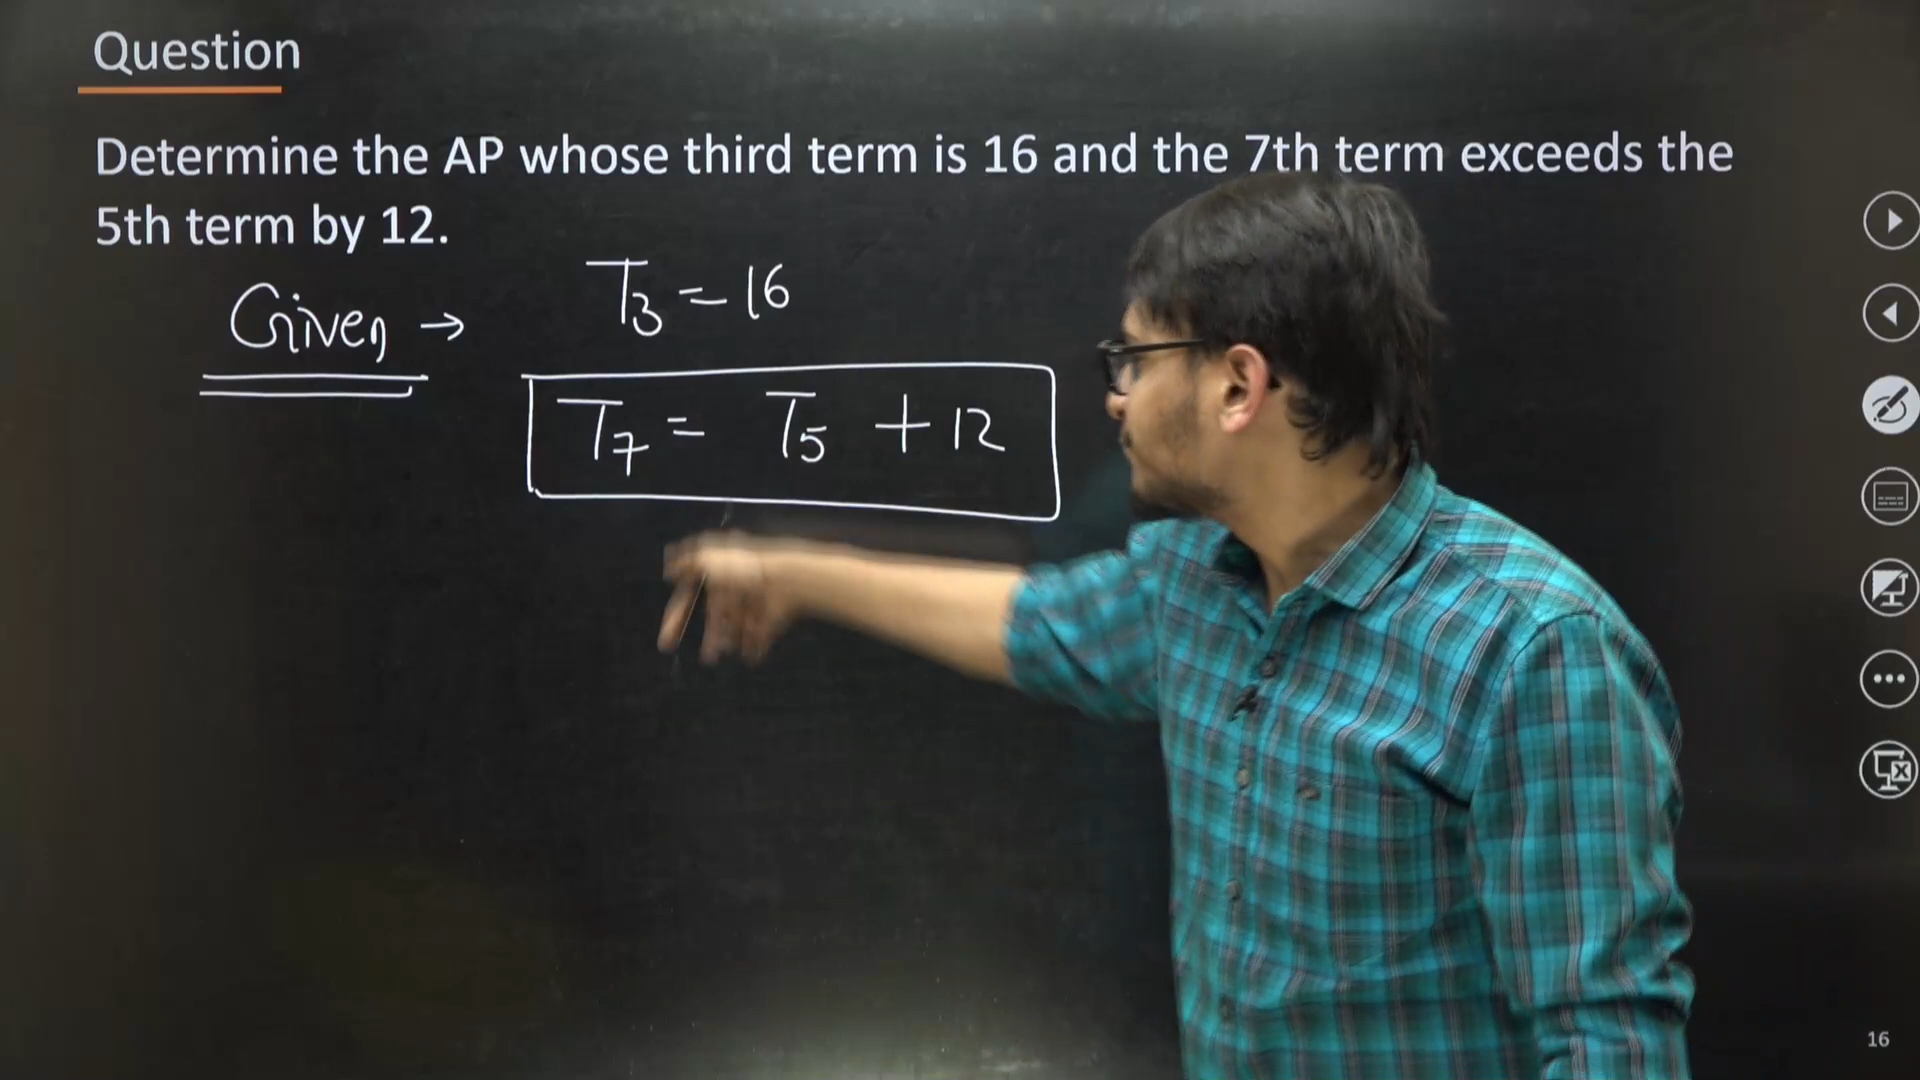 Question
Determine the AP whose third term is 16 and the 7th term exceeds the
5th term by 12.
Given → T₃ = 16
T₇ = T₅ + 12
16